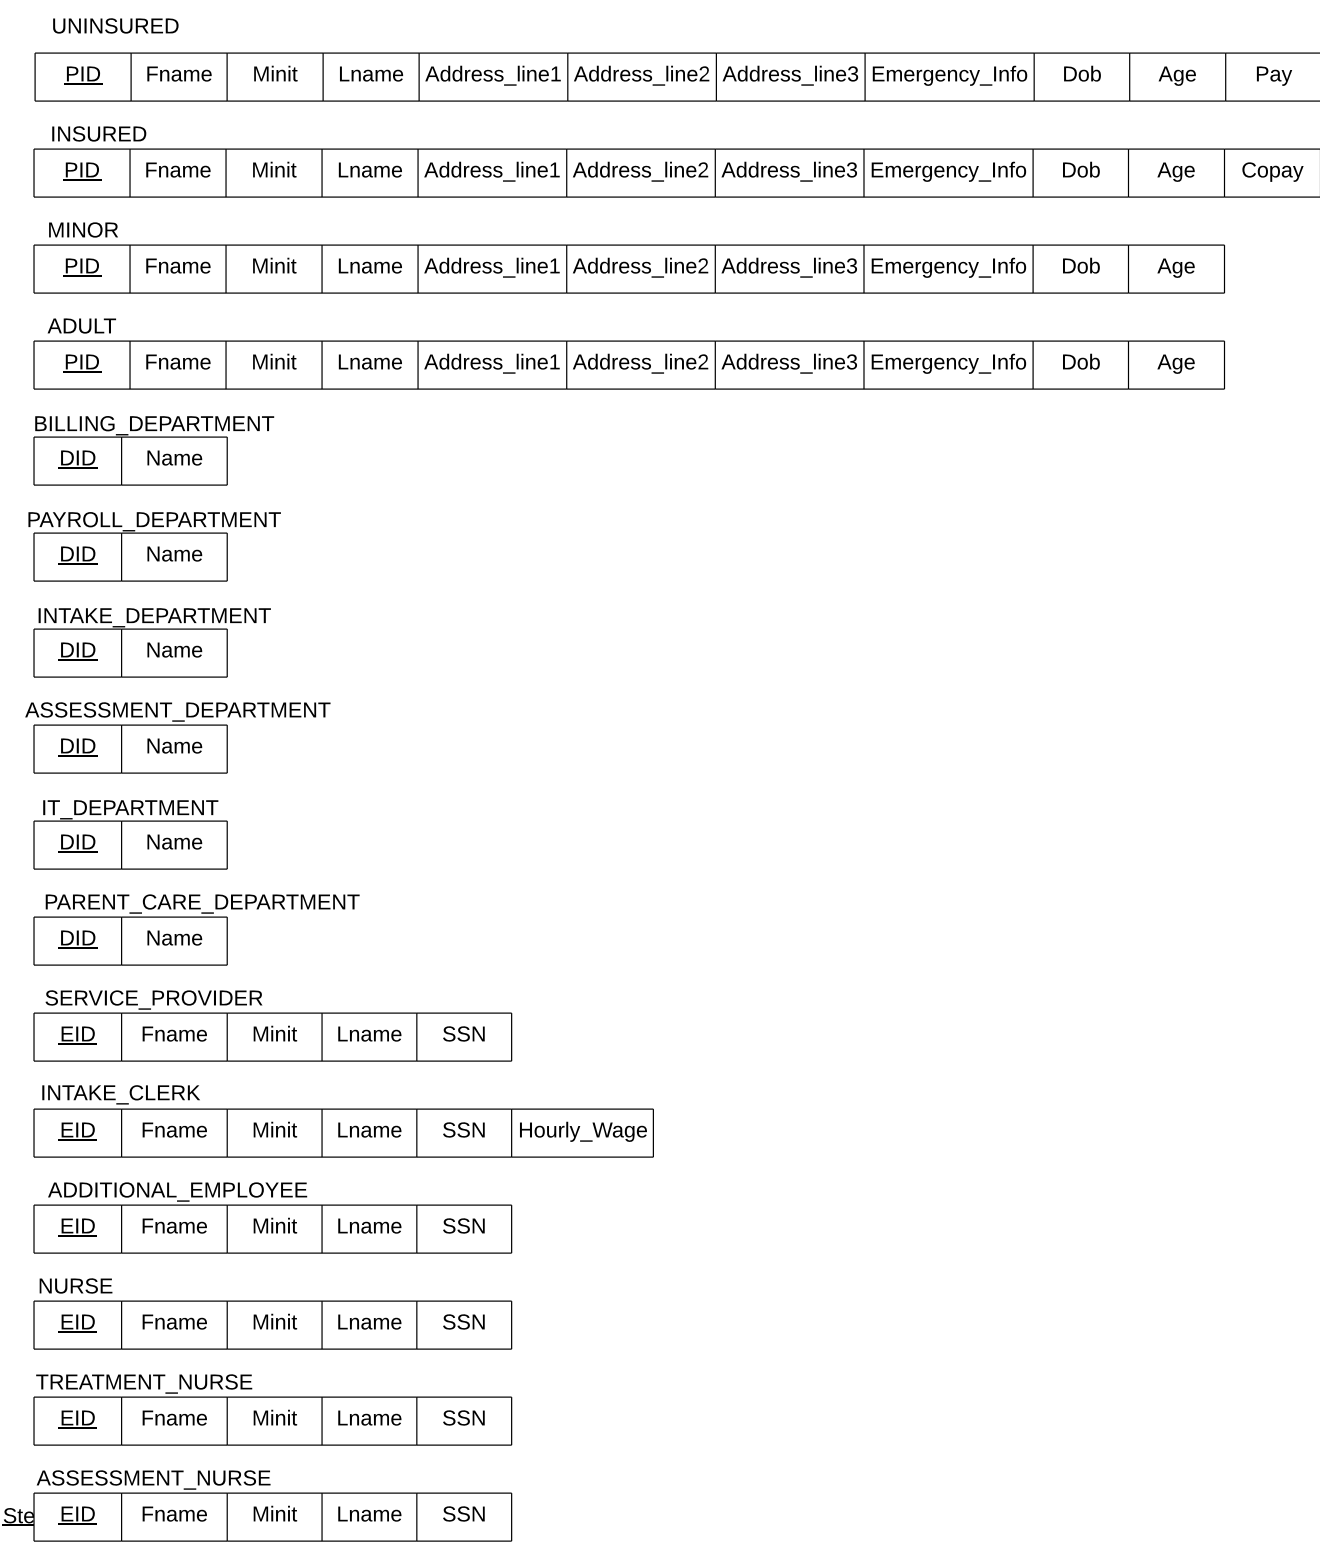 UNINSURED
PID Fname Minit Lname Address_line1 Address_line2 Address_line3 Emergency_Info Dob Age Pay
INSURED
PID Fname Minit Lname Address_line1 Address_line2 Address_line3 Emergency_Info Dob Age Copay
MINOR
PID Fname Minit Lname Address_line1 Address_line2 Address_line3 Emergency_Info Dob Age
ADULT
PID Fname Minit Lname Address_line1 Address_line2 Address_line3 Emergency_Info Dob Age
BILLING_DEPARTMENT
DID Name
PAYROLL_DEPARTMENT
DID Name
INTAKE_DEPARTMENT
DID Name
ASSESSMENT_DEPARTMENT
DID Name
IT_DEPARTMENT
DID Name
PARENT_CARE_DEPARTMENT
DID Name
SERVICE_PROVIDER
EID Fname Minit Lname SSN
INTAKE_CLERK
EID Fname Minit Lname SSN Hourly_Wage
ADDITIONAL_EMPLOYEE
EID Fname Minit Lname SSN
NURSE
EID Fname Minit Lname SSN
TREATMENT_NURSE
EID Fname Minit Lname SSN
ASSESSMENT_NURSE
Ste EID Fname Minit Lname SSN